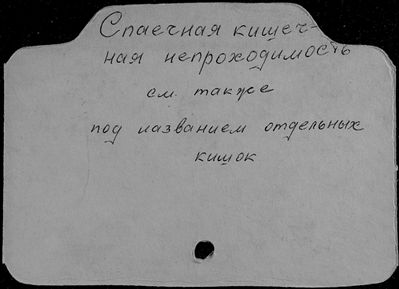 Спаечная кишеч-
ная непроходимость
см. также
под названием отдельных
кишок